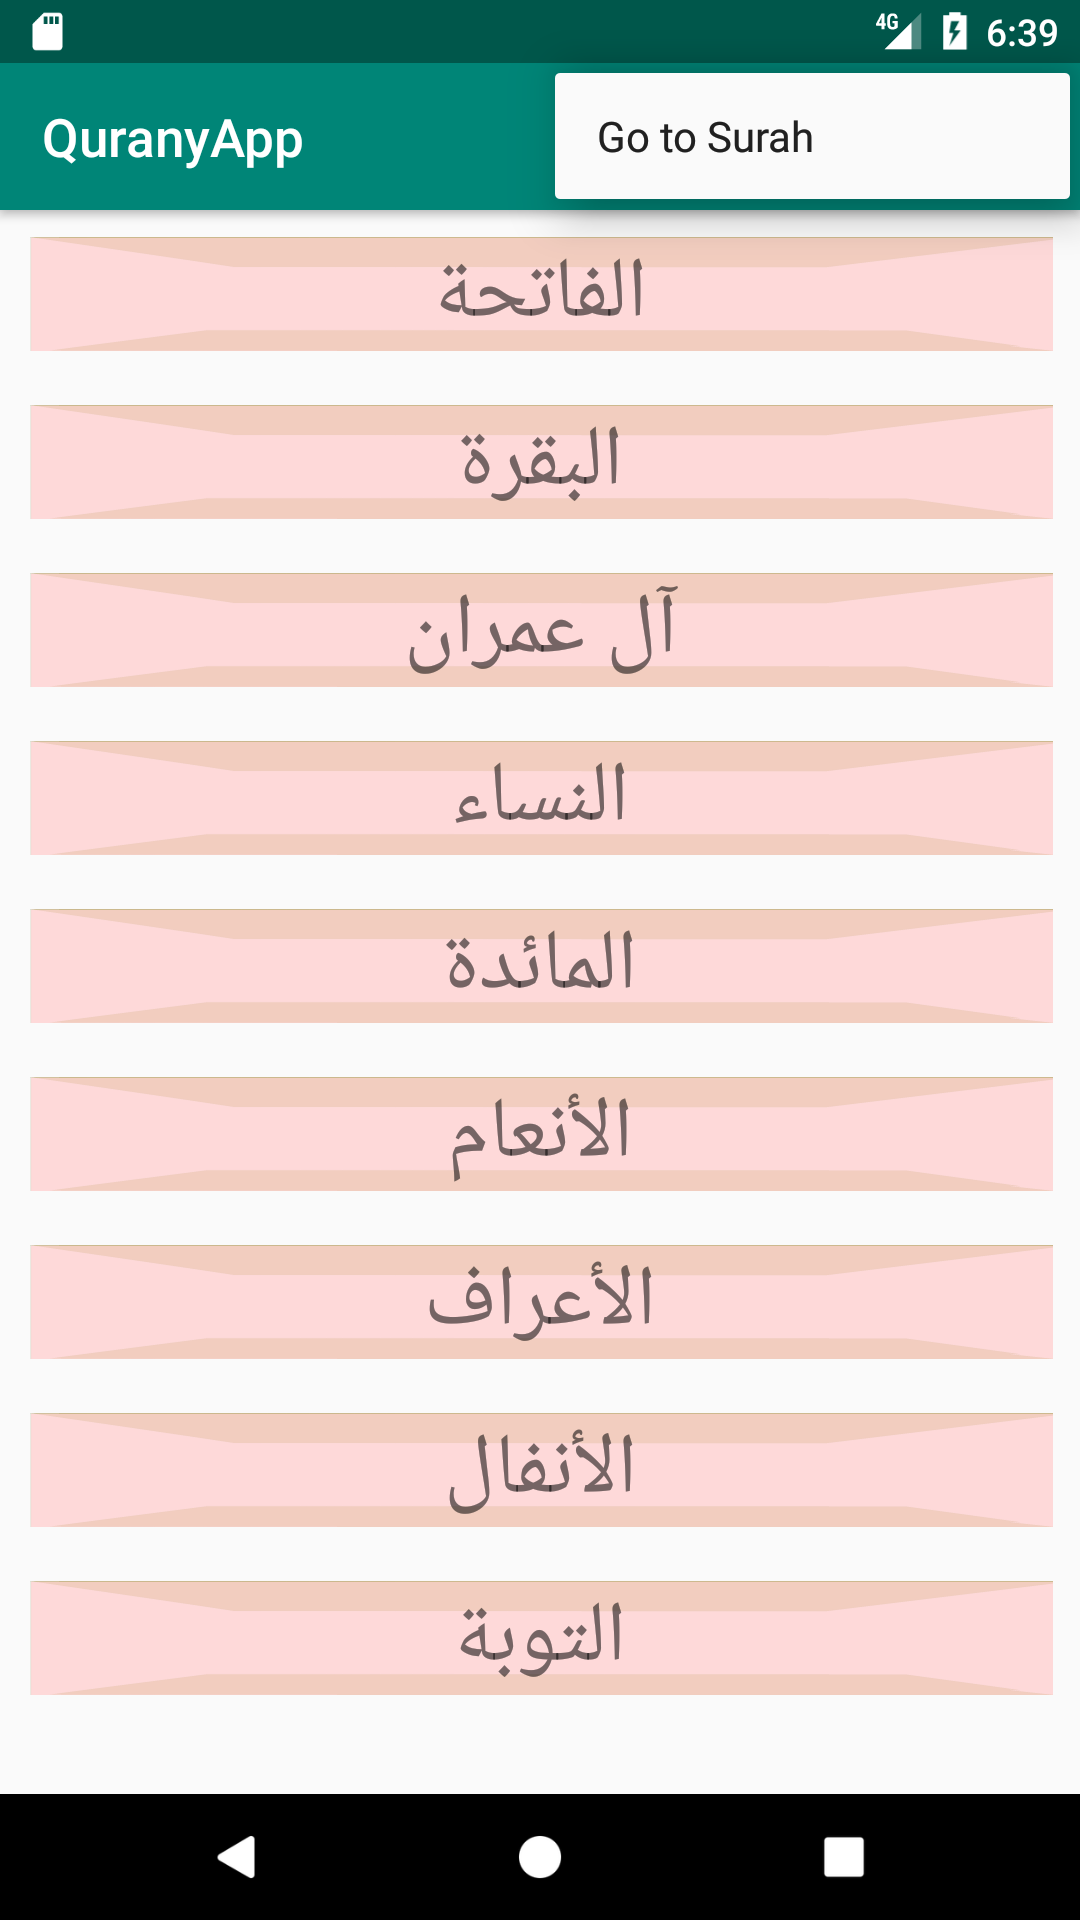 4G 6:39
QuranyApp
Go to Surah
الفاتحة
البقرة
آل عمران
النساء
المائدة
الأنعام
الأعراف
الأنفال
التوبة